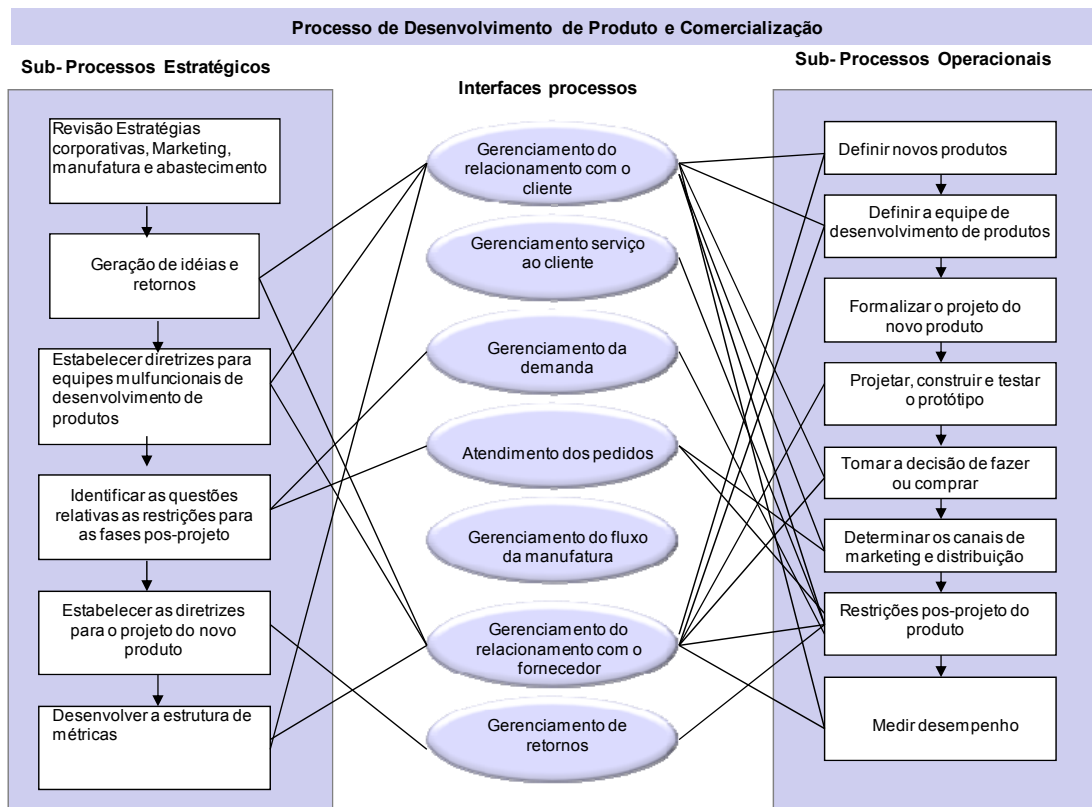 Processo de Desenvolvimento de Produto e Comercialização
Sub- Processos Estratégicos
Revisão Estratégias
corporativas, Marketing,
manufatura e abastecimento
Geração de idéias e
retornos
Estabelecer diretrizes para
equipes mulfuncionais de
desenvolvimento de
produtos
Identificar as questões
relativas as restrições para
as fases pos-projeto
Estabelecer as diretrizes
para o projeto do novo
produto
Desenvolver a estrutura de
métricas
Interfaces processos
Gerenciamento do
relacionamento com o
cliente
Gerenciamento serviço
ao cliente
Gerenciamento da
demanda
Atendimento dos pedidos
Gerenciamento do fluxo
da manufatura
Gerenciamento do
relacionamento com o
fornecedor
Gerenciamento de
retornos
Sub- Processos Operacionais
Definir novos produtos
Definir a equipe de
desenvolvimento de produtos
Formalizar o projeto do
novo produto
Projetar, construir e testar
o protótipo
Tomar a decisão de fazer
ou comprar
Determinar os canais de
marketing e distribuição
Restrições pos-projeto do
produto
Medir desempenho